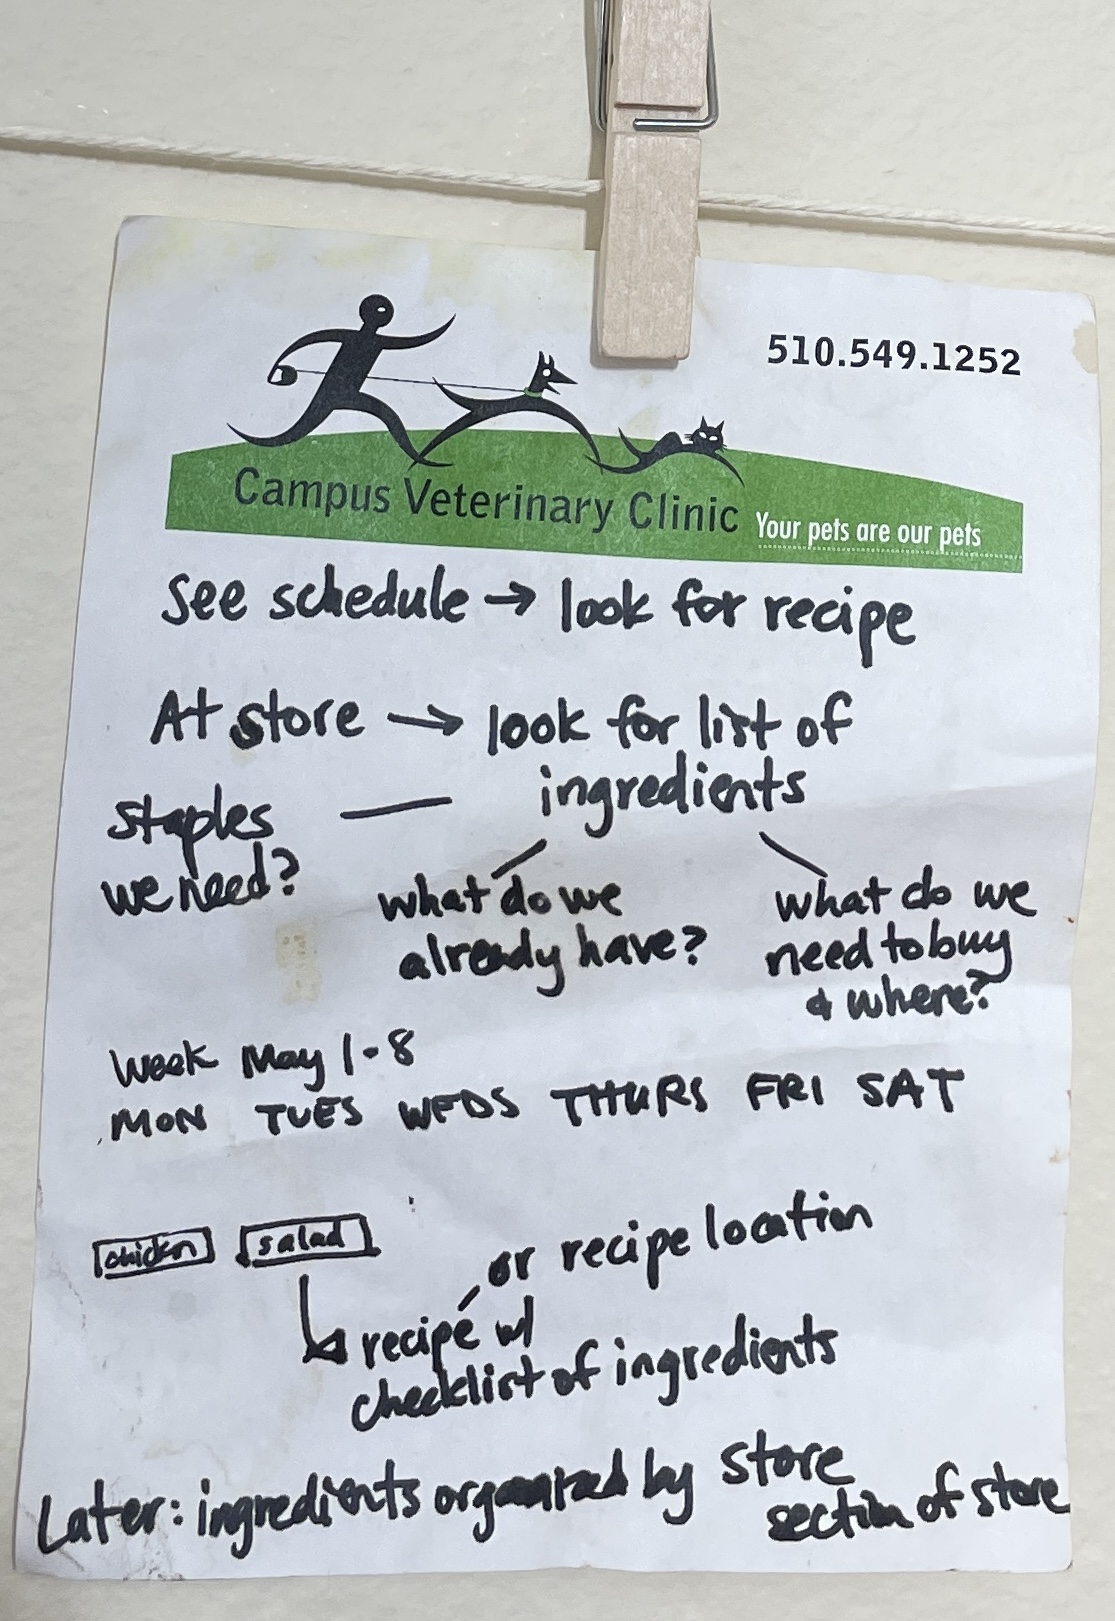 510.549.1252
Campus Veterinary Clinic Your pets are our pets
See schedule → look for recipe
At store → look for list of
ingredients
Staples
we need?
what do we
already have?
what do we
need to buy
& where?
Week May 1-8
MON TUES WEDS THURS FRI SAT
chicken salad
or recipe location
recipe w/
checklist of ingredients
Later: ingredients organized by store
section of store